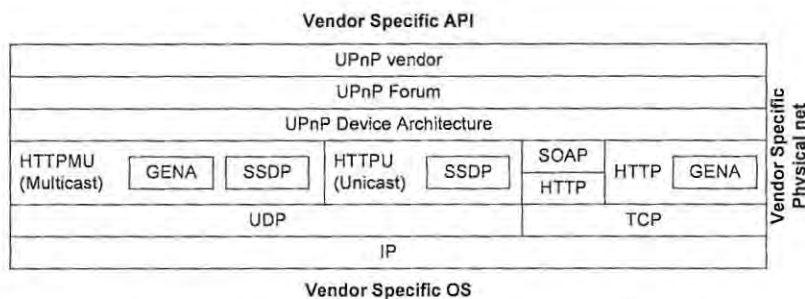 Vendor Specific API
UPnP vendor
UPnP Forum
UPnP Device Architecture
HTTPMU
(Multicast)
GENA
SSDP
HTTPU
(Unicast)
SSDP
SOAP
HTTP
HTTP
GENA
UDP
TCP
IP
Vendor Specific
Physical net
Vendor Specific OS